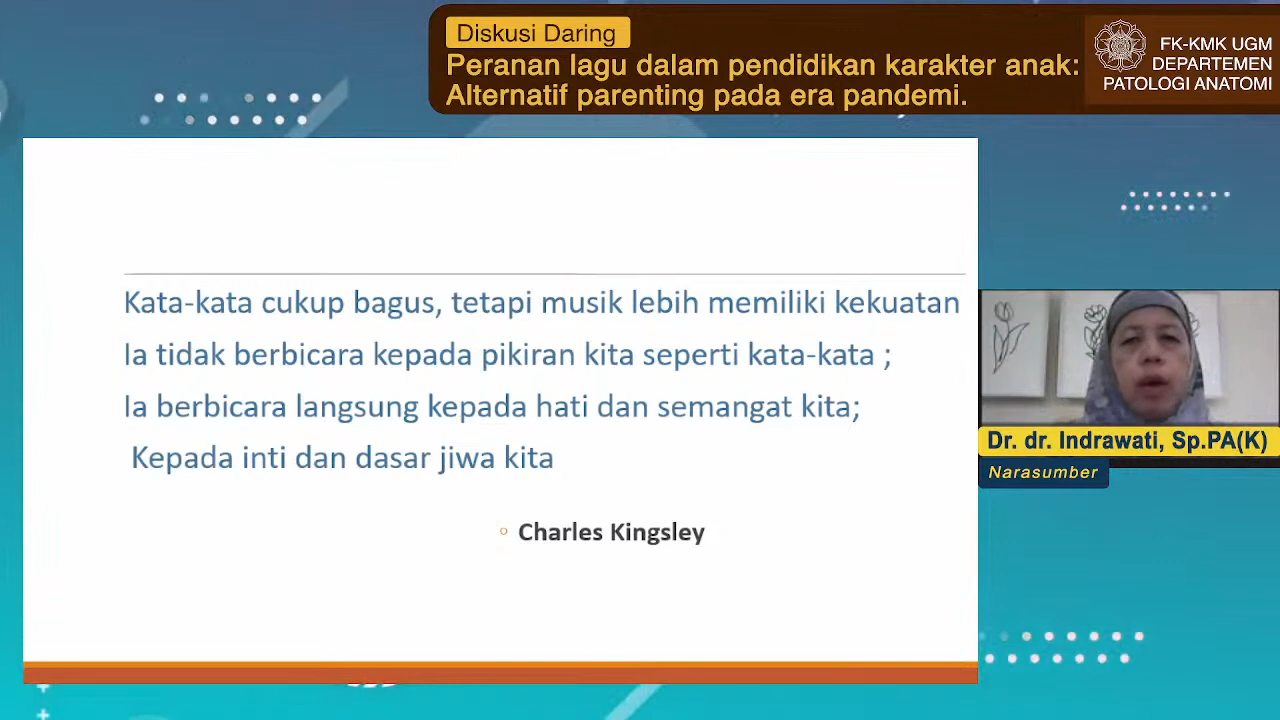 Diskusi Daring
Peranan lagu dalam pendidikan karakter anak:
Alternatif parenting pada era pandemi.
FK-KMK UGM
DEPARTEMEN
PATOLOGI ANATOMI
Kata-kata cukup bagus, tetapi musik lebih memiliki kekuatan
Ia tidak berbicara kepada pikiran kita seperti kata-kata ;
Ia berbicara langsung kepada hati dan semangat kita;
Kepada inti dan dasar jiwa kita
Charles Kingsley
Dr. dr. Indrawati, Sp.PA(K)
Narasumber